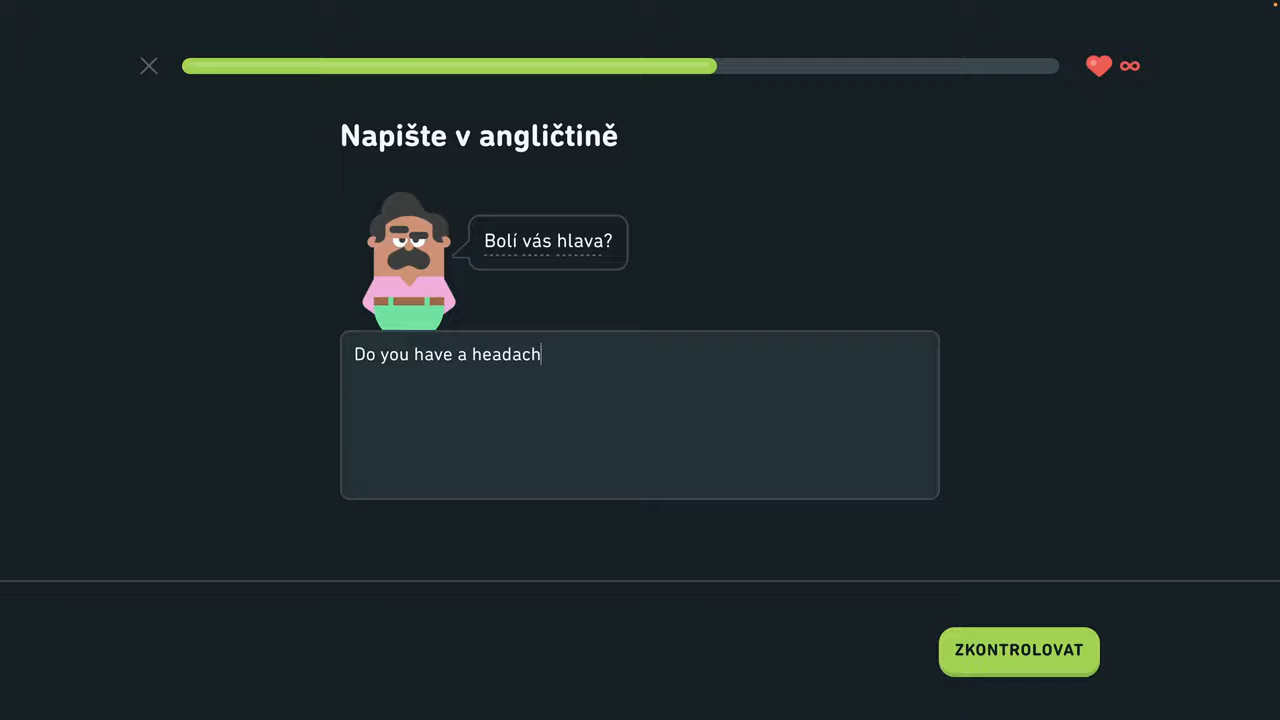 ∞
Napište v angličtině
Bolí vás hlava?
Do you have a headach
ZKONTROLOVAT